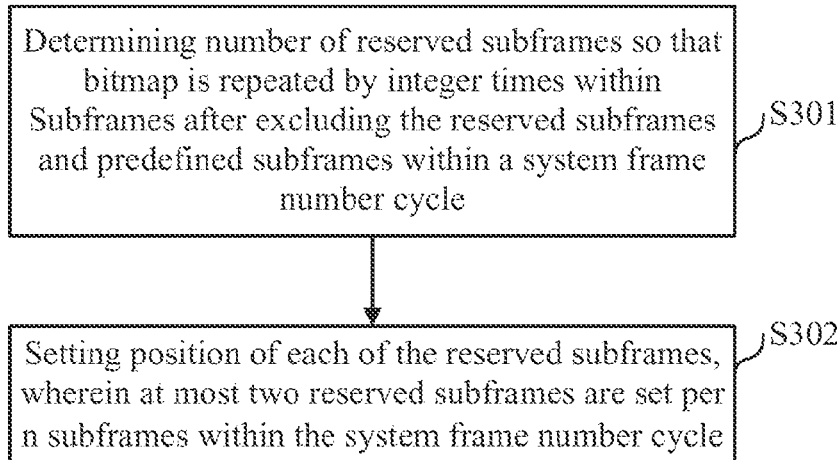 Determining number of reserved subframes so that
bitmap is repeated by integer times within
Subframes after excluding the reserved subframes
and predefined subframes within a system frame
number cycle
S301
Setting position of each of the reserved subframes,
wherein at most two reserved subframes are set per
n subframes within the system frame number cycle
S302